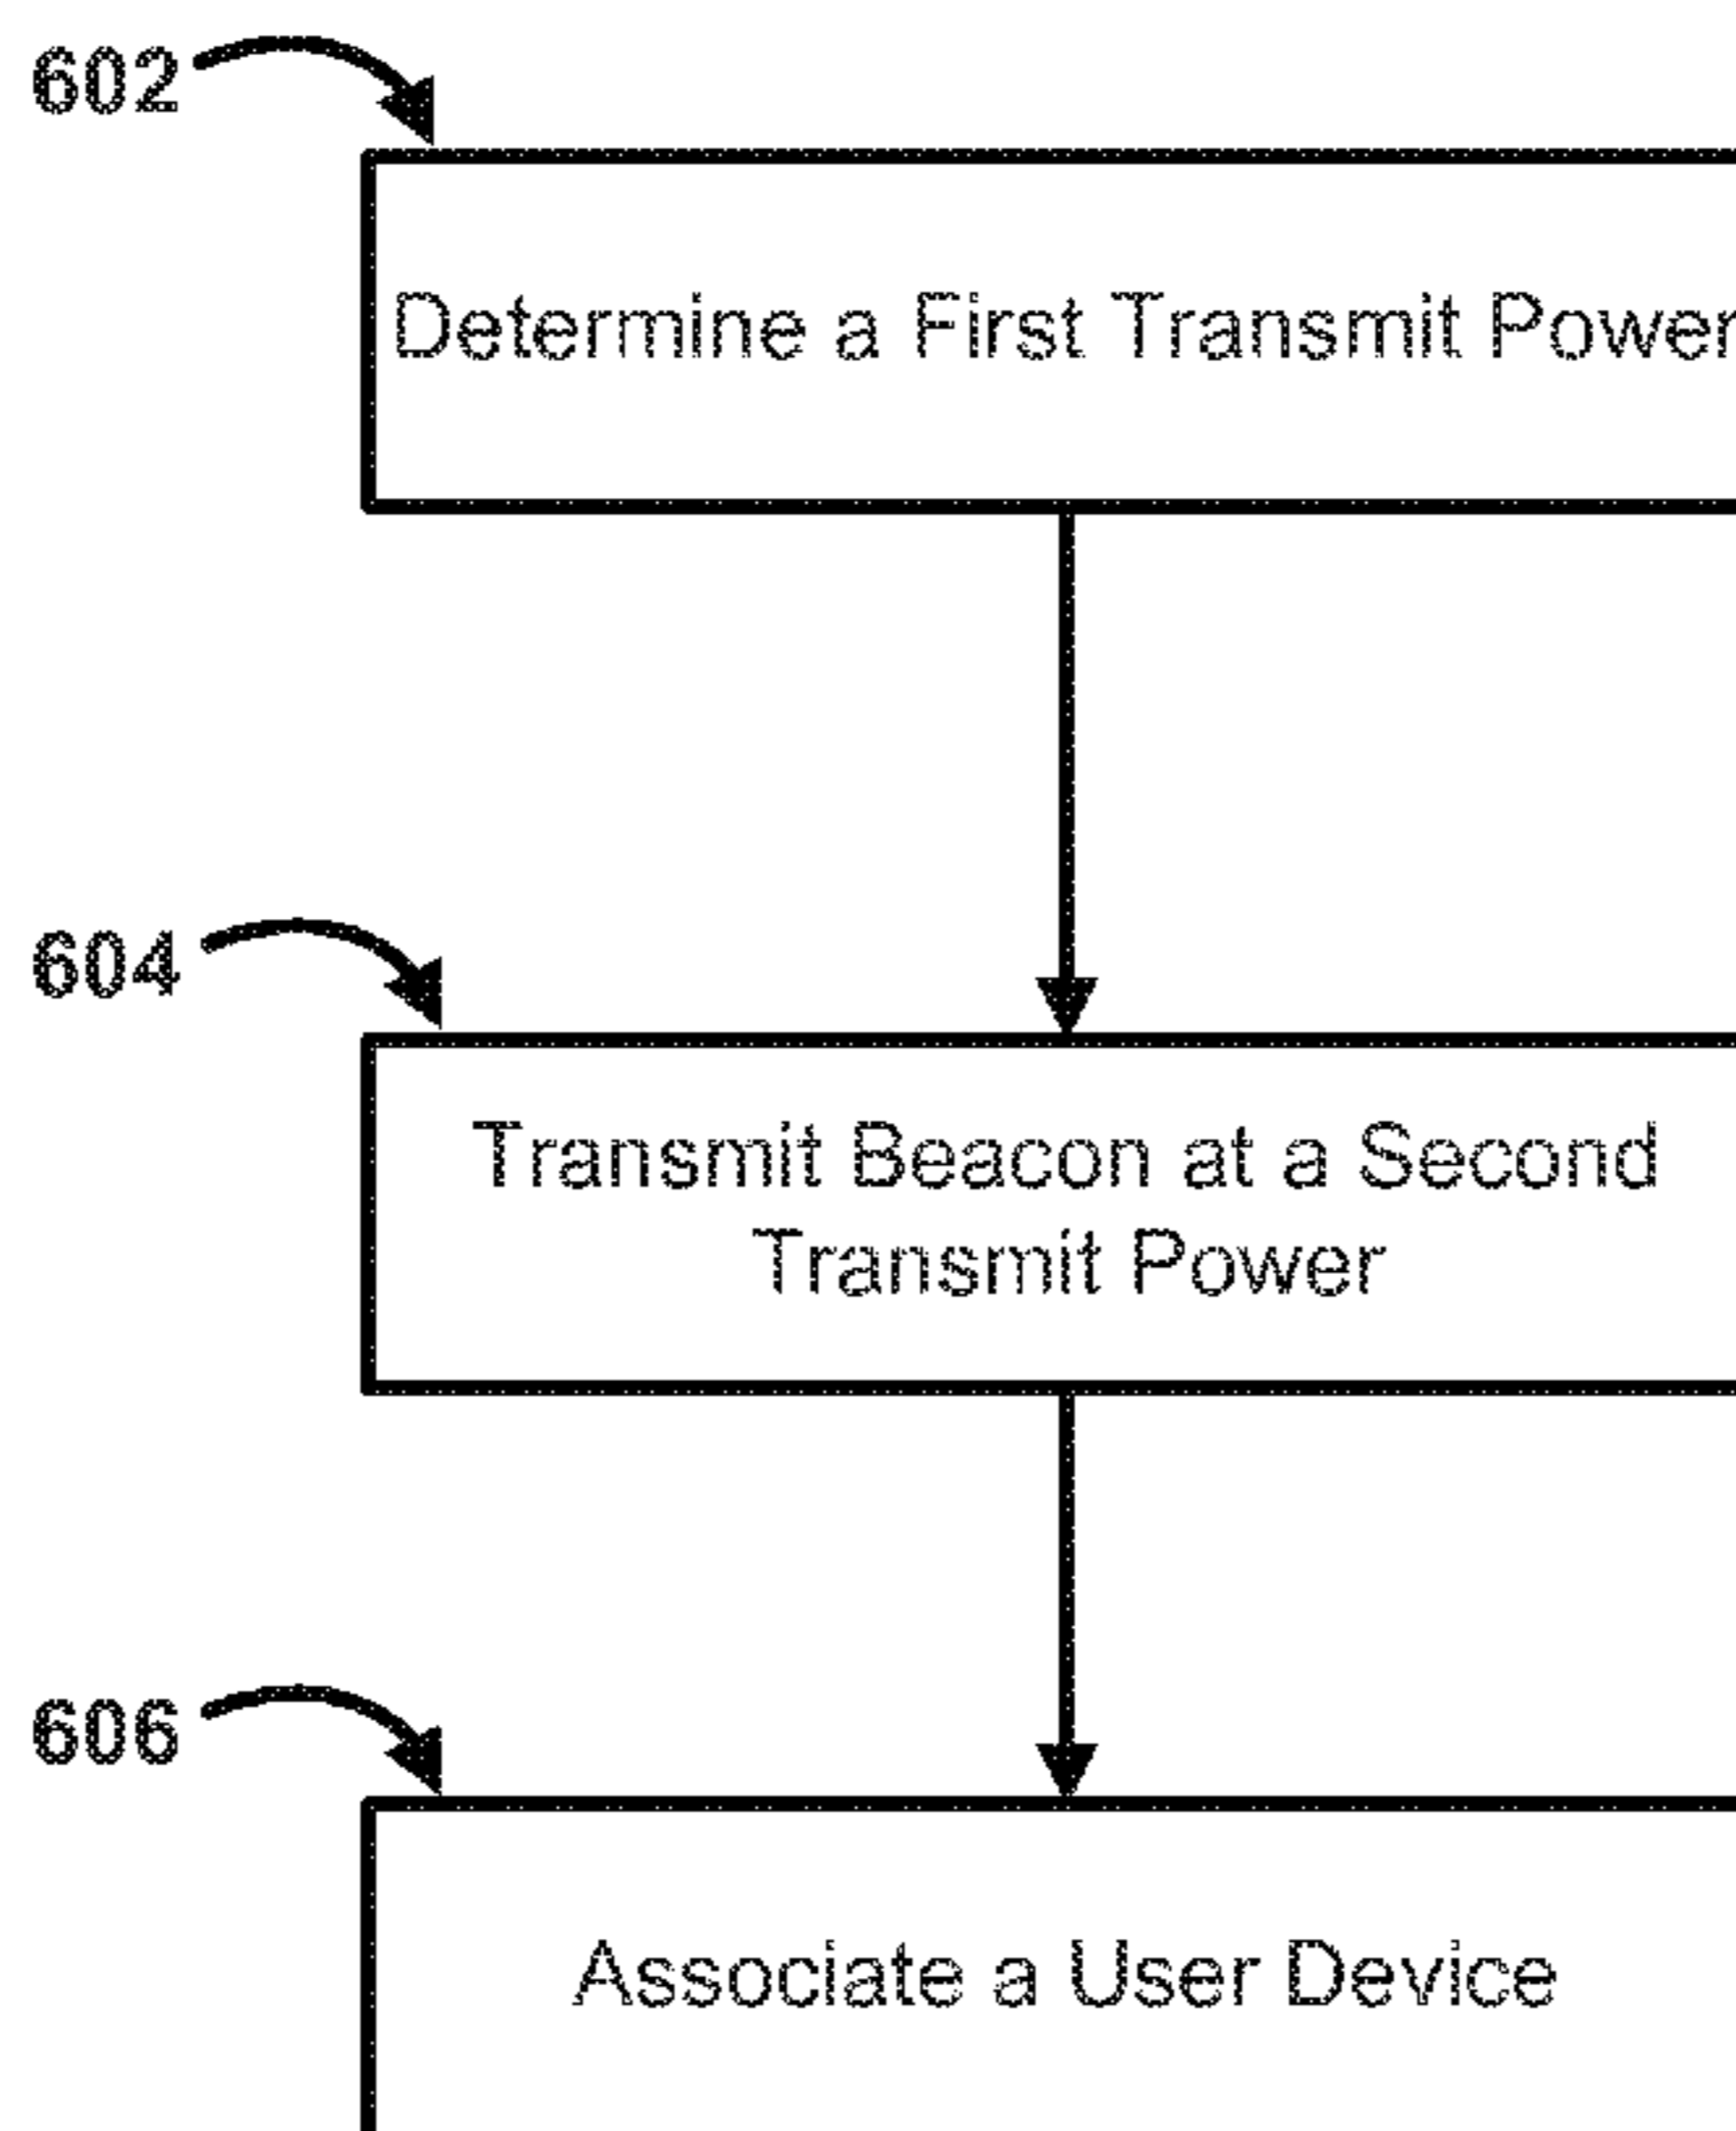 602
Determine a First Transmit Power
604
Transmit Beacon at a Second
Transmit Power
606
Associate a User Device